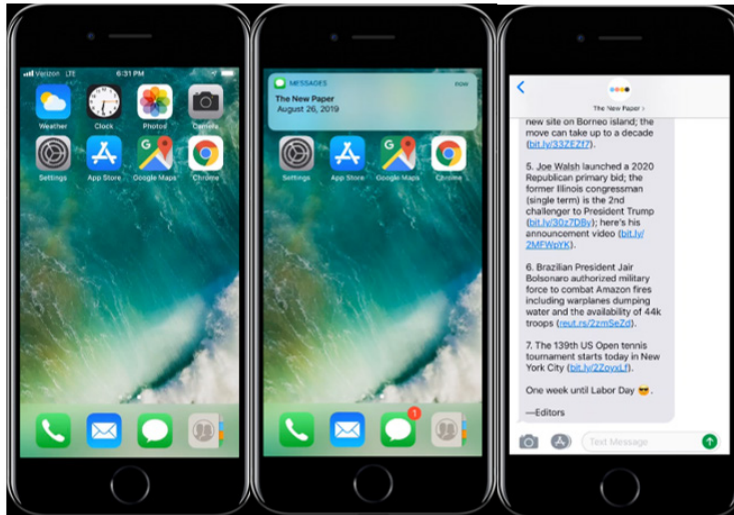 Verizon LTE 6:31 PM
Weather Clock Photos Camera
Settings App Store Google Maps Chrome
MESSAGES now
The New Paper
August 26, 2019
Settings App Store Google Maps Chrome
1
The New Paper >
new site on Borneo island; the
move can take up to a decade
(bit.ly/33ZEZf7).
5. Joe Walsh launched a 2020
Republican primary bid; the
former Illinois congressman
(single term) is the 2nd
challenger to President Trump
(bit.ly/30z7DBy); here's his
announcement video (bit.ly/
2MFWpYK).
6. Brazilian President Jair
Bolsonaro authorized military
force to combat Amazon fires
including warplanes dumping
water and the availability of 44k
troops (reut.rs/2zmSeZd).
7. The 139th US Open tennis
tournament starts today in New
York City (bit.ly/2ZoyxLf).
One week until Labor Day 😎.
—Editors
Text Message